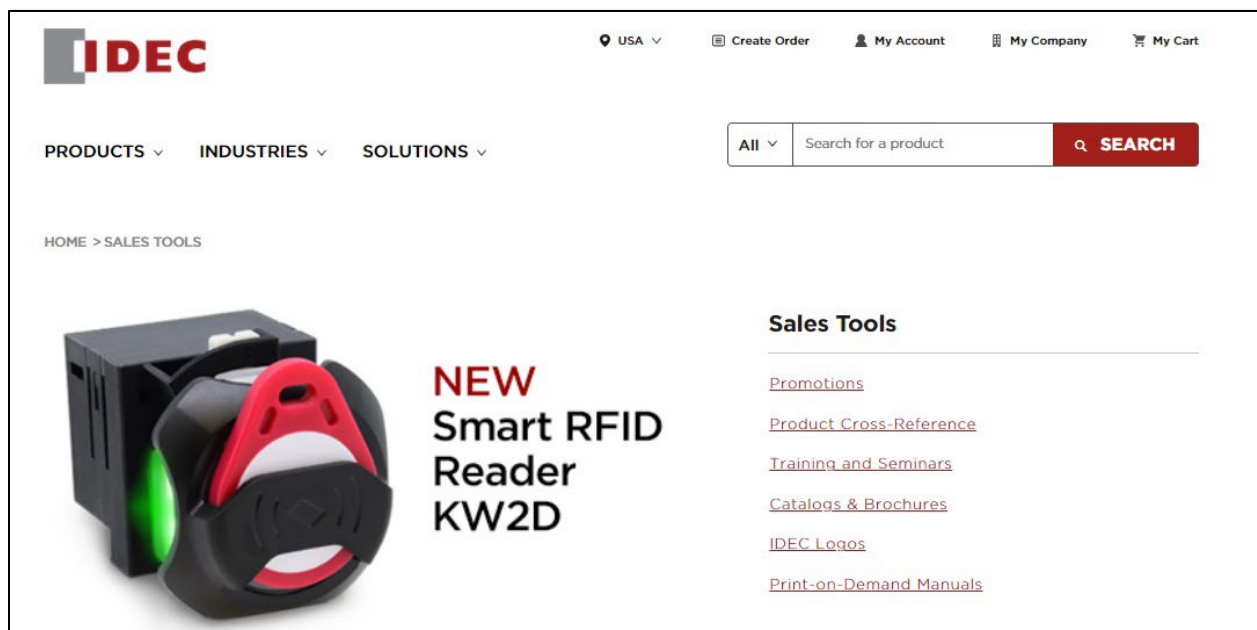 IDEC
USA
Create Order
My Account
My Company
My Cart
PRODUCTS
INDUSTRIES
SOLUTIONS
All
Search for a product
SEARCH
HOME > SALES TOOLS
NEW
Smart RFID
Reader
KW2D
Sales Tools
Promotions
Product Cross-Reference
Training and Seminars
Catalogs & Brochures
IDEC Logos
Print-on-Demand Manuals